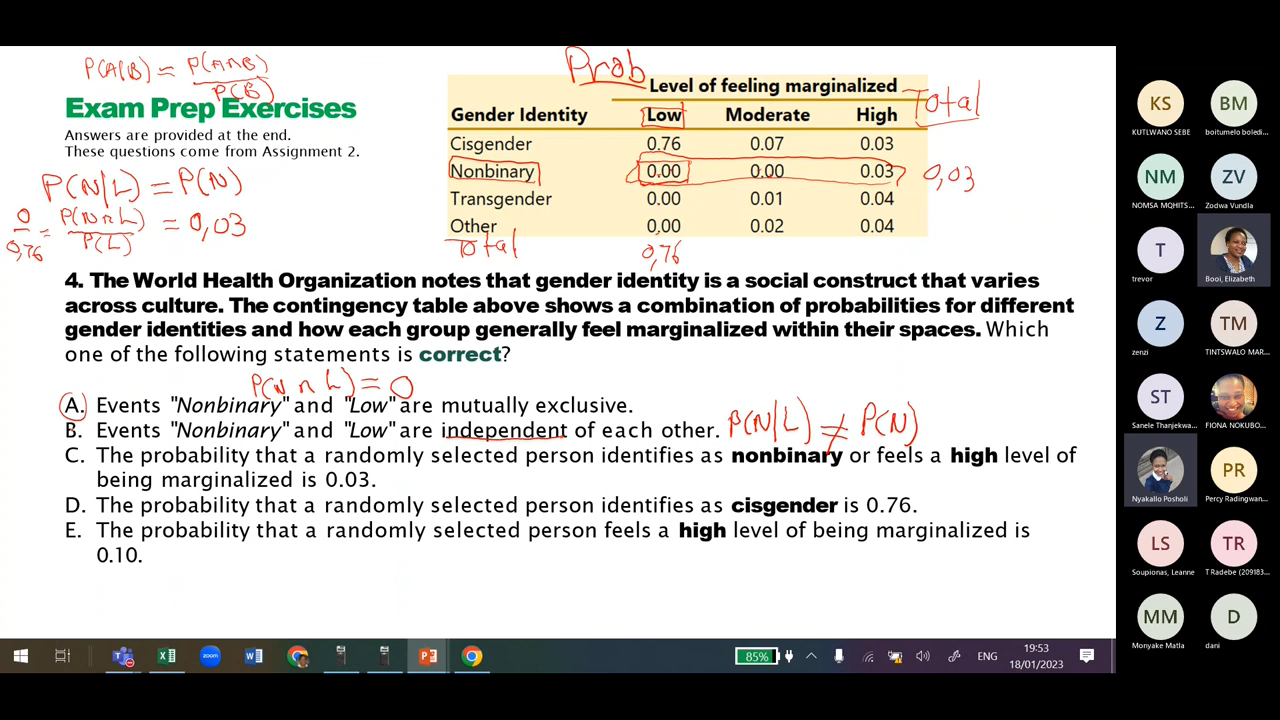 P(A|B) = P(A∩B)
P(B)
Exam Prep Exercises
Answers are provided at the end.
These questions come from Assignment 2.
P(N|L) = P(N)
0 = P(N∩L) = 0,03
0,76 P(L)
Prob
Level of feeling marginalized
Gender Identity Low Moderate High Total
Cisgender 0.76 0.07 0.03
Nonbinary 0.00 0.00 0.03 0,03
Transgender 0.00 0.01 0.04
Other 0.00 0.02 0.04
Total 0,76
4. The World Health Organization notes that gender identity is a social construct that varies
across culture. The contingency table above shows a combination of probabilities for different
gender identities and how each group generally feel marginalized within their spaces. Which
one of the following statements is correct?
P(N∩L) = 0
A. Events "Nonbinary" and "Low" are mutually exclusive.
B. Events "Nonbinary" and "Low" are independent of each other. P(N|L) ≠ P(N)
C. The probability that a randomly selected person identifies as nonbinary or feels a high level of
being marginalized is 0.03.
D. The probability that a randomly selected person identifies as cisgender is 0.76.
E. The probability that a randomly selected person feels a high level of being marginalized is
0.10.
KS BM
KUTLWANO SEBE boitumelo boledi...
NM ZV
NOMSA MQHITS... Zodwa Vundla
T
trevor Booi, Elizabeth
Z TM
zenzi TINTSWALO MAR...
ST
Sanele Thanjekwa... FIONA NOKUBO...
PR
Nyakallo Posholi Percy Radingwan...
LS TR
Soupionas, Leanne T Radebe (209183...
MM D
Monyake Matla dani
zoom
85% ENG 19:53
18/01/2023